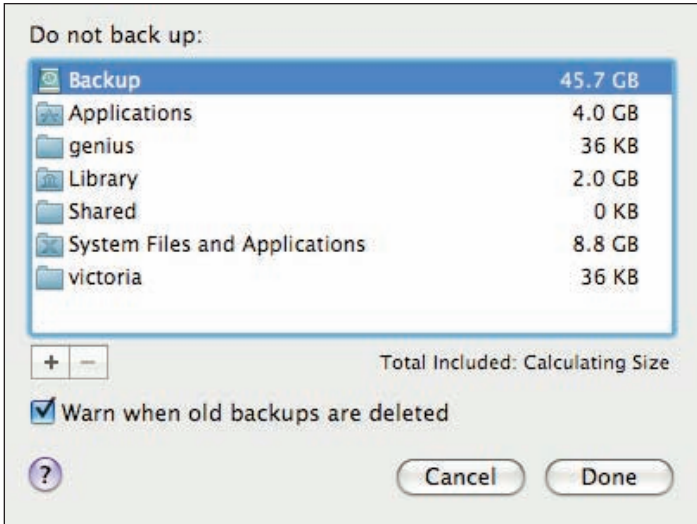 Do not back up:
Backup 45.7 GB
Applications 4.0 GB
genius 36 KB
Library 2.0 GB
Shared 0 KB
System Files and Applications 8.8 GB
victoria 36 KB
+ −
Total Included: Calculating Size
Warn when old backups are deleted
? Cancel Done